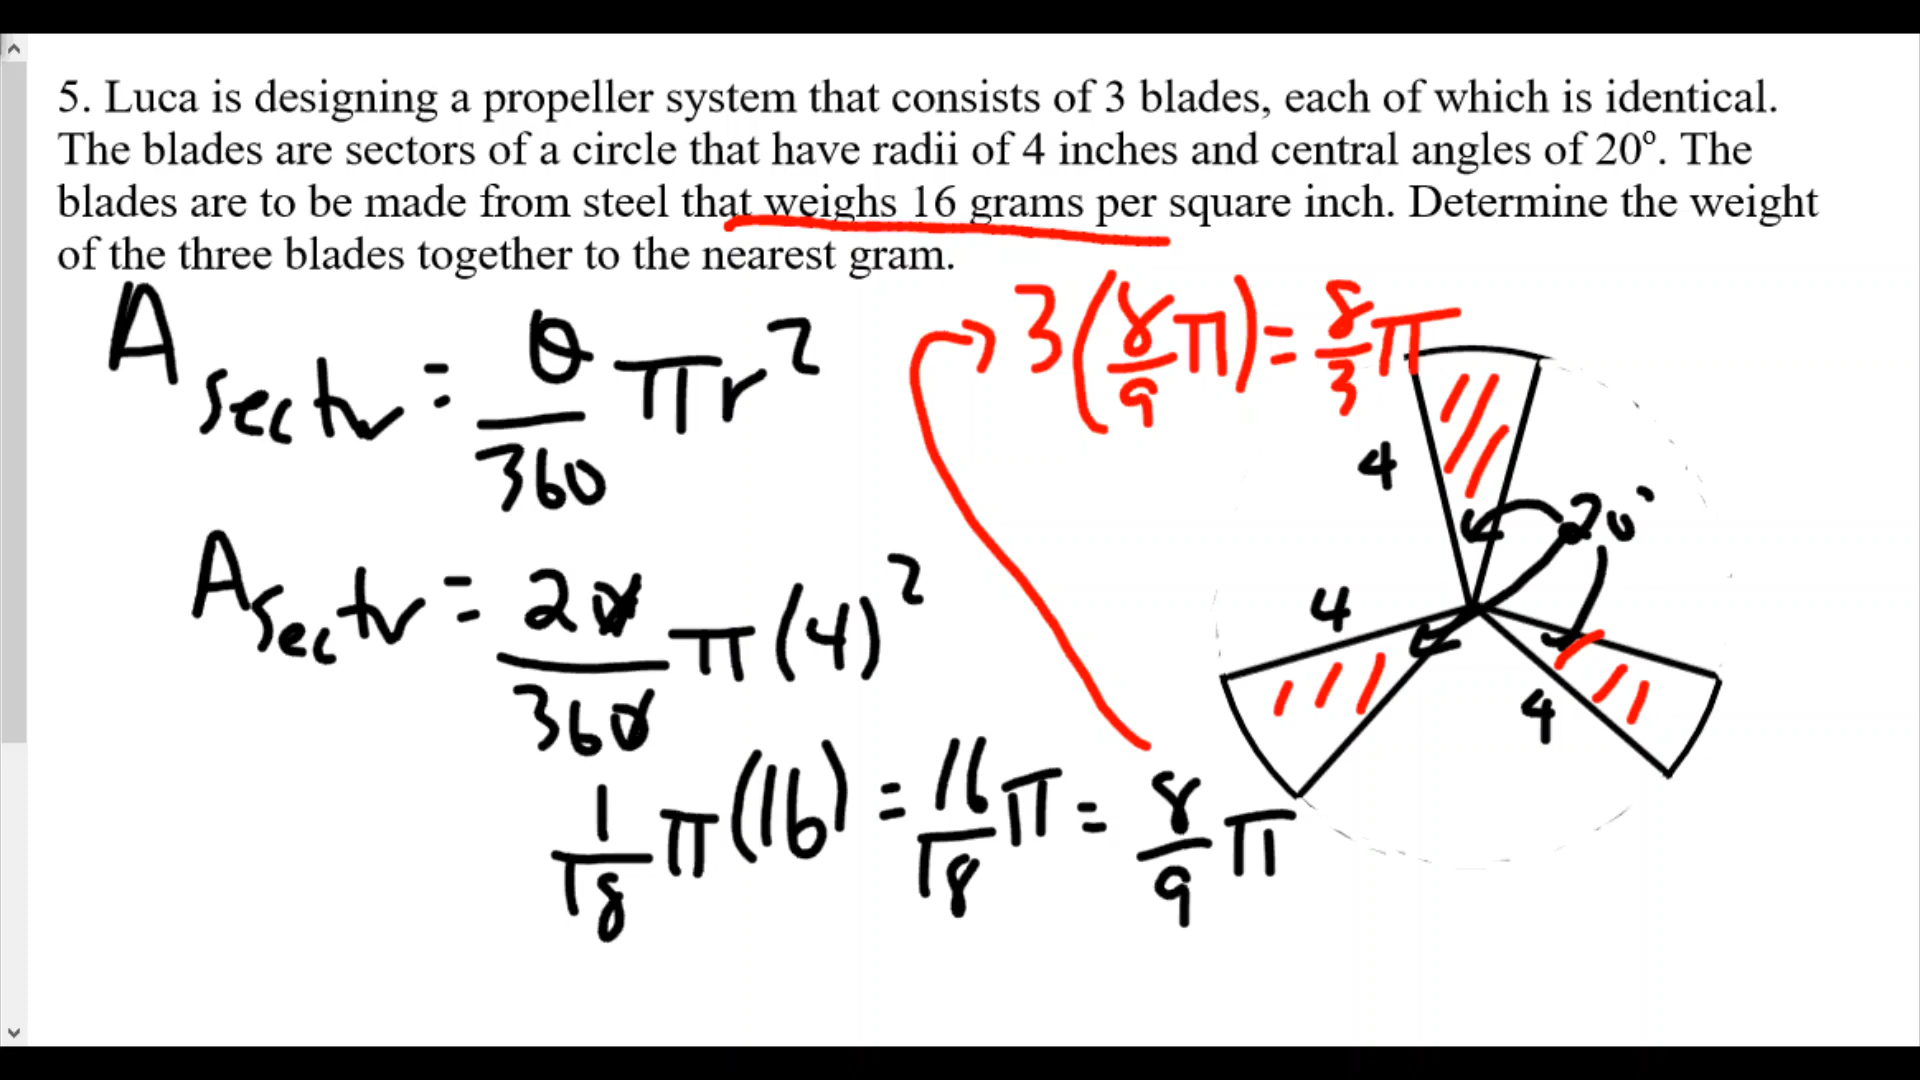 5. Luca is designing a propeller system that consists of 3 blades, each of which is identical.
The blades are sectors of a circle that have radii of 4 inches and central angles of 20º. The
blades are to be made from steel that weighs 16 grams per square inch. Determine the weight
of the three blades together to the nearest gram.
3(8/9 π) = 8/3 π
A sector = θ/360 πr²
4
20°
A sector = 20/360 π(4)²
4
4
1/18 π(16) = 16/18 π = 8/9 π